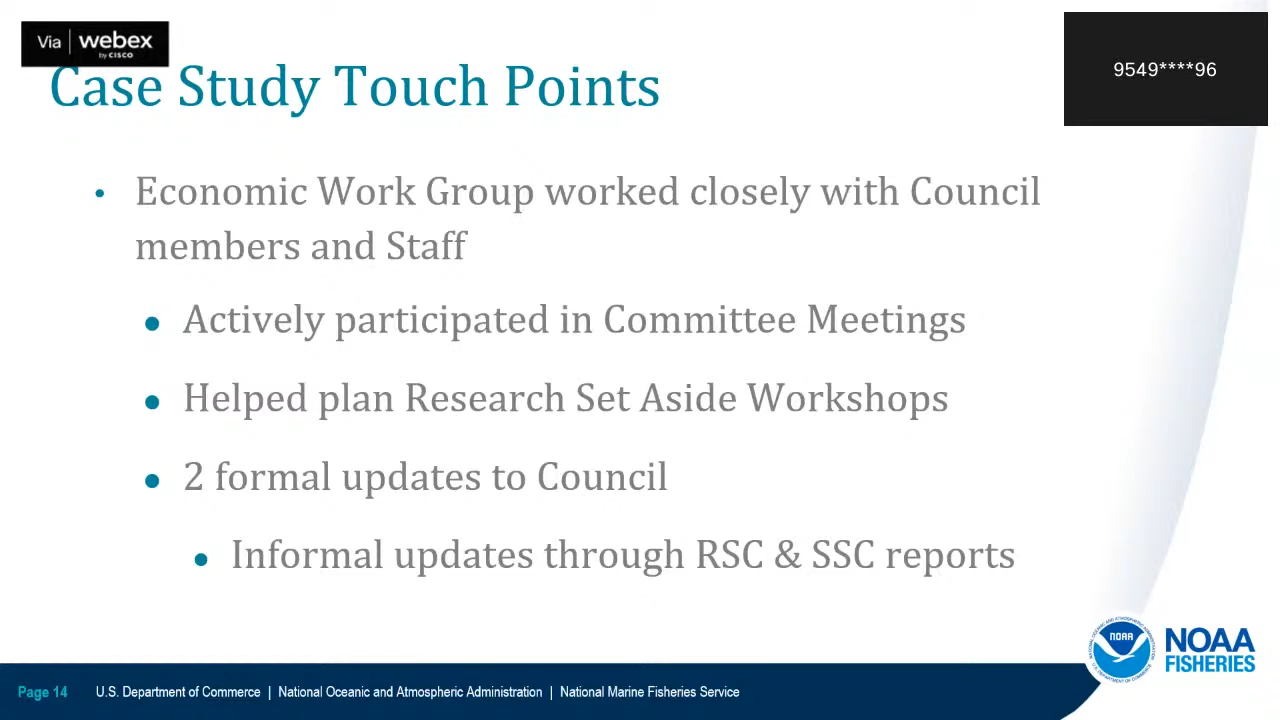 Via webex
by CISCO
9549****96
Case Study Touch Points
• Economic Work Group worked closely with Council
members and Staff
● Actively participated in Committee Meetings
● Helped plan Research Set Aside Workshops
● 2 formal updates to Council
● Informal updates through RSC & SSC reports
NOAA
NOAA
FISHERIES
Page 14 U.S. Department of Commerce | National Oceanic and Atmospheric Administration | National Marine Fisheries Service